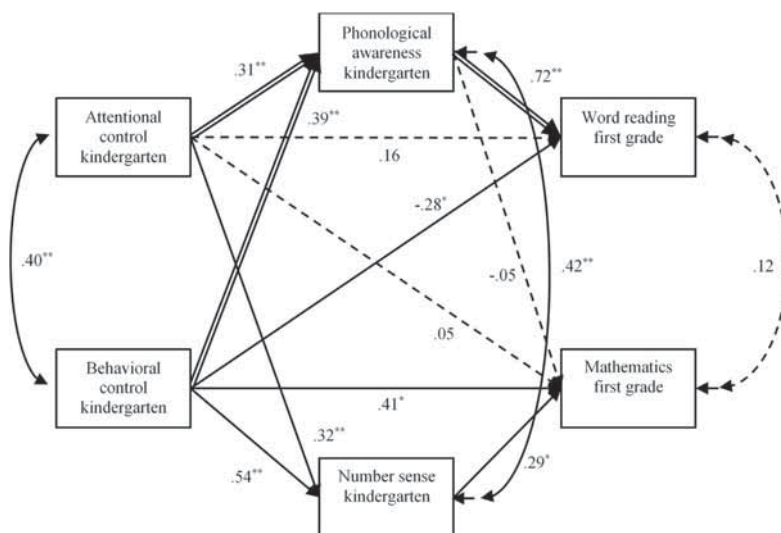 Phonological
awareness
kindergarten
.31**
.72**
Attentional
control
kindergarten
.39**
Word reading
first grade
.16
-.28*
.40**
-.05
.42**
.12
.05
Behavioral
control
kindergarten
Mathematics
first grade
.41*
.32**
.54**
.29*
Number sense
kindergarten